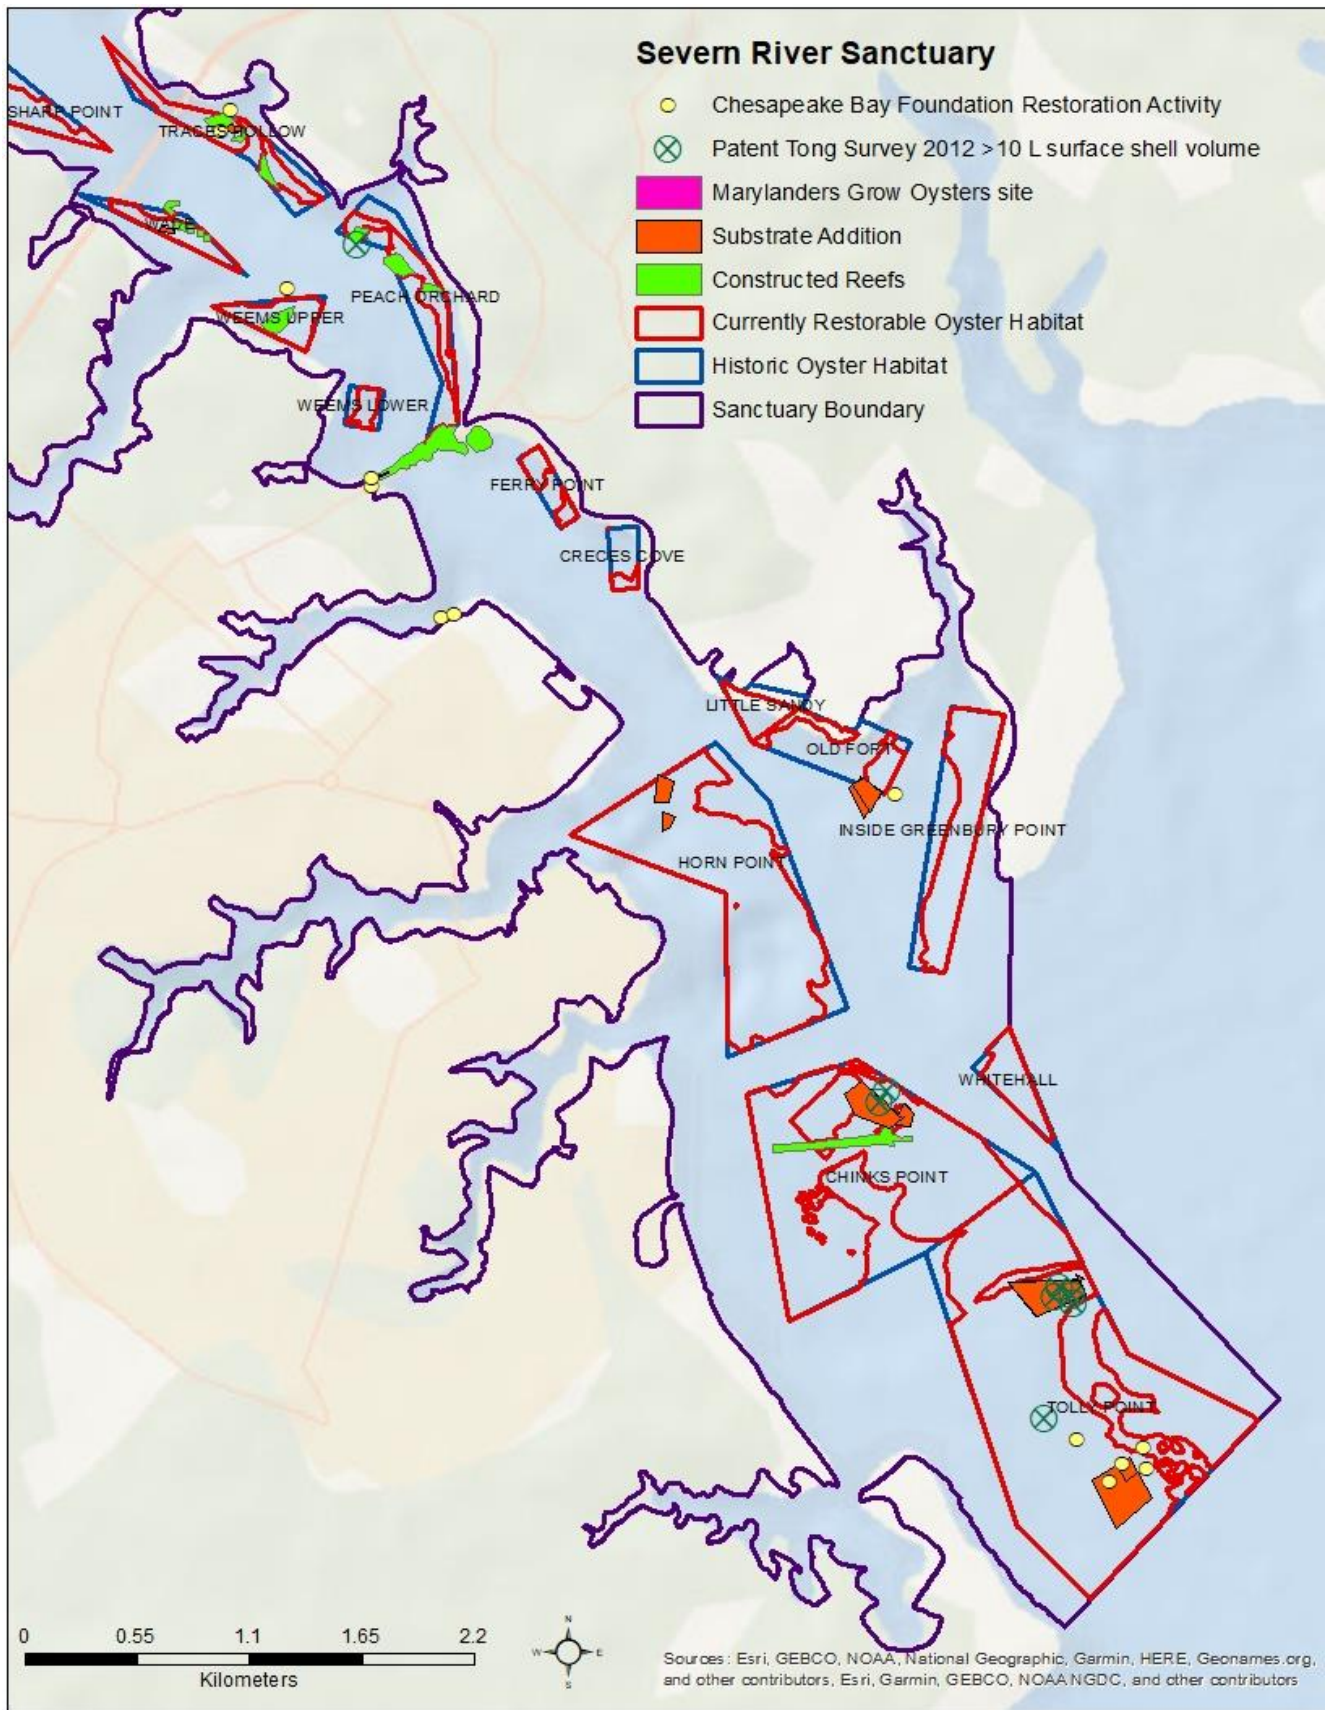 Severn River Sanctuary
Chesapeake Bay Foundation Restoration Activity
Patent Tong Survey 2012 >10 L surface shell volume
Marylanders Grow Oysters site
Substrate Addition
Constructed Reefs
Currently Restorable Oyster Habitat
Historic Oyster Habitat
Sanctuary Boundary
SHARP POINT
TRACES HOLLOW
WADE
PEACH ORCHARD
WEEMS UPPER
WEEMS LOWER
FERRY POINT
CRECES COVE
LITTLE SANDY
OLD FORT
INSIDE GREENBURY POINT
HORN POINT
WHITEHALL
CHINKS POINT
TOLLY POINT
0 0.55 1.1 1.65 2.2
Kilometers
N
W E
S
Sources: Esri, GEBCO, NOAA, National Geographic, Garmin, HERE, Geonames.org,
and other contributors, Esri, Garmin, GEBCO, NOAA NGDC, and other contributors